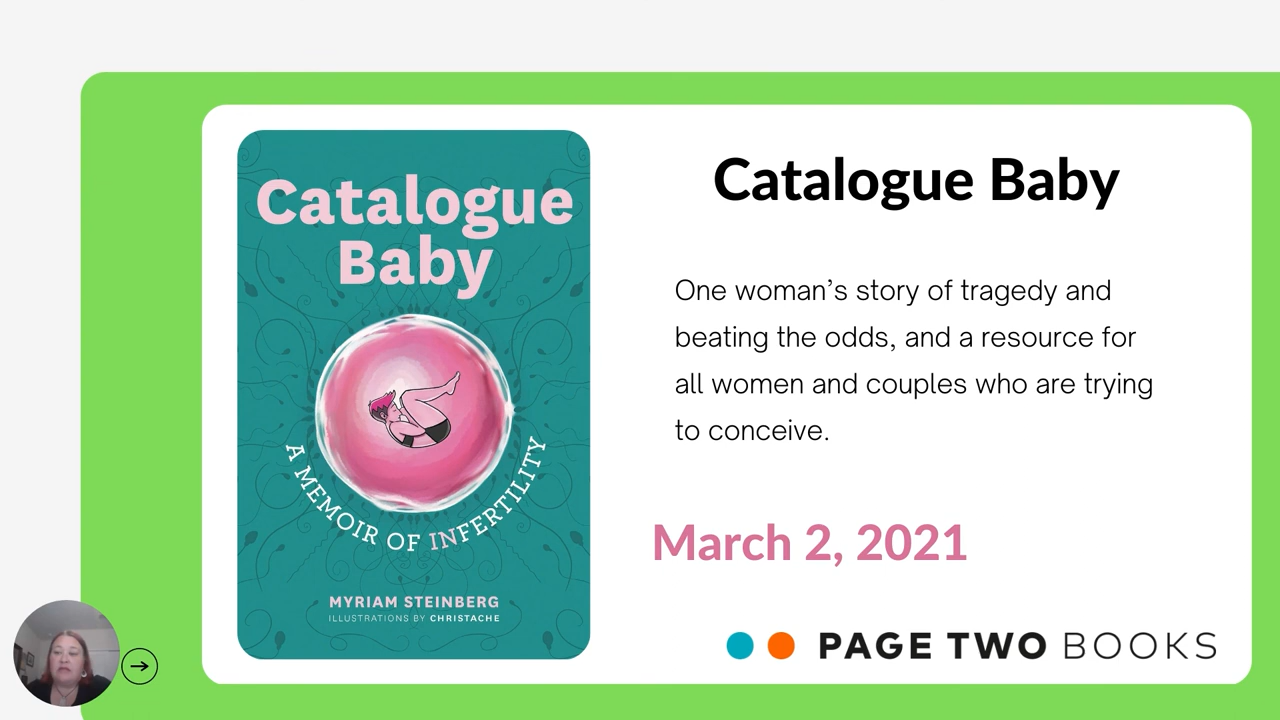 Catalogue
Baby
A MEMOIR OF INFERTILITY
MYRIAM STEINBERG
ILLUSTRATIONS BY CHRISTACHE
Catalogue Baby
One woman’s story of tragedy and
beating the odds, and a resource for
all women and couples who are trying
to conceive.
March 2, 2021
PAGE TWO BOOKS